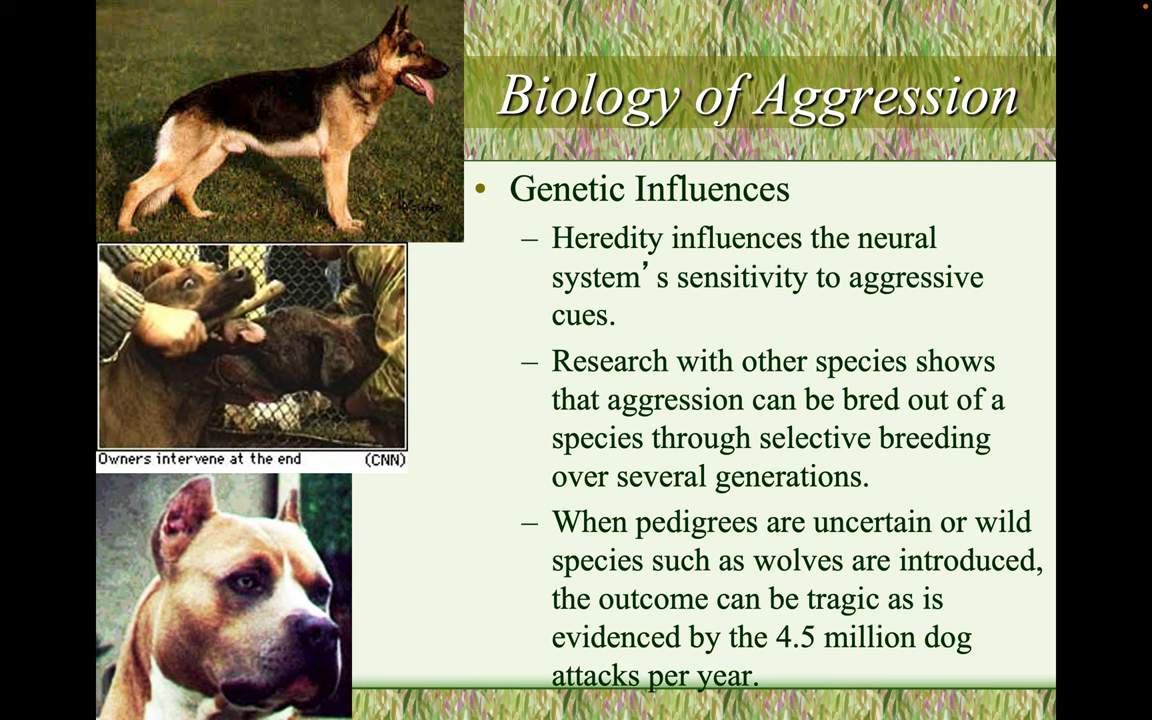 Biology of Aggression
• Genetic Influences
– Heredity influences the neural
system’ s sensitivity to aggressive
cues.
– Research with other species shows
that aggression can be bred out of a
species through selective breeding
over several generations.
– When pedigrees are uncertain or wild
species such as wolves are introduced,
the outcome can be tragic as is
evidenced by the 4.5 million dog
attacks per year.
Owners intervene at the end (CNN)